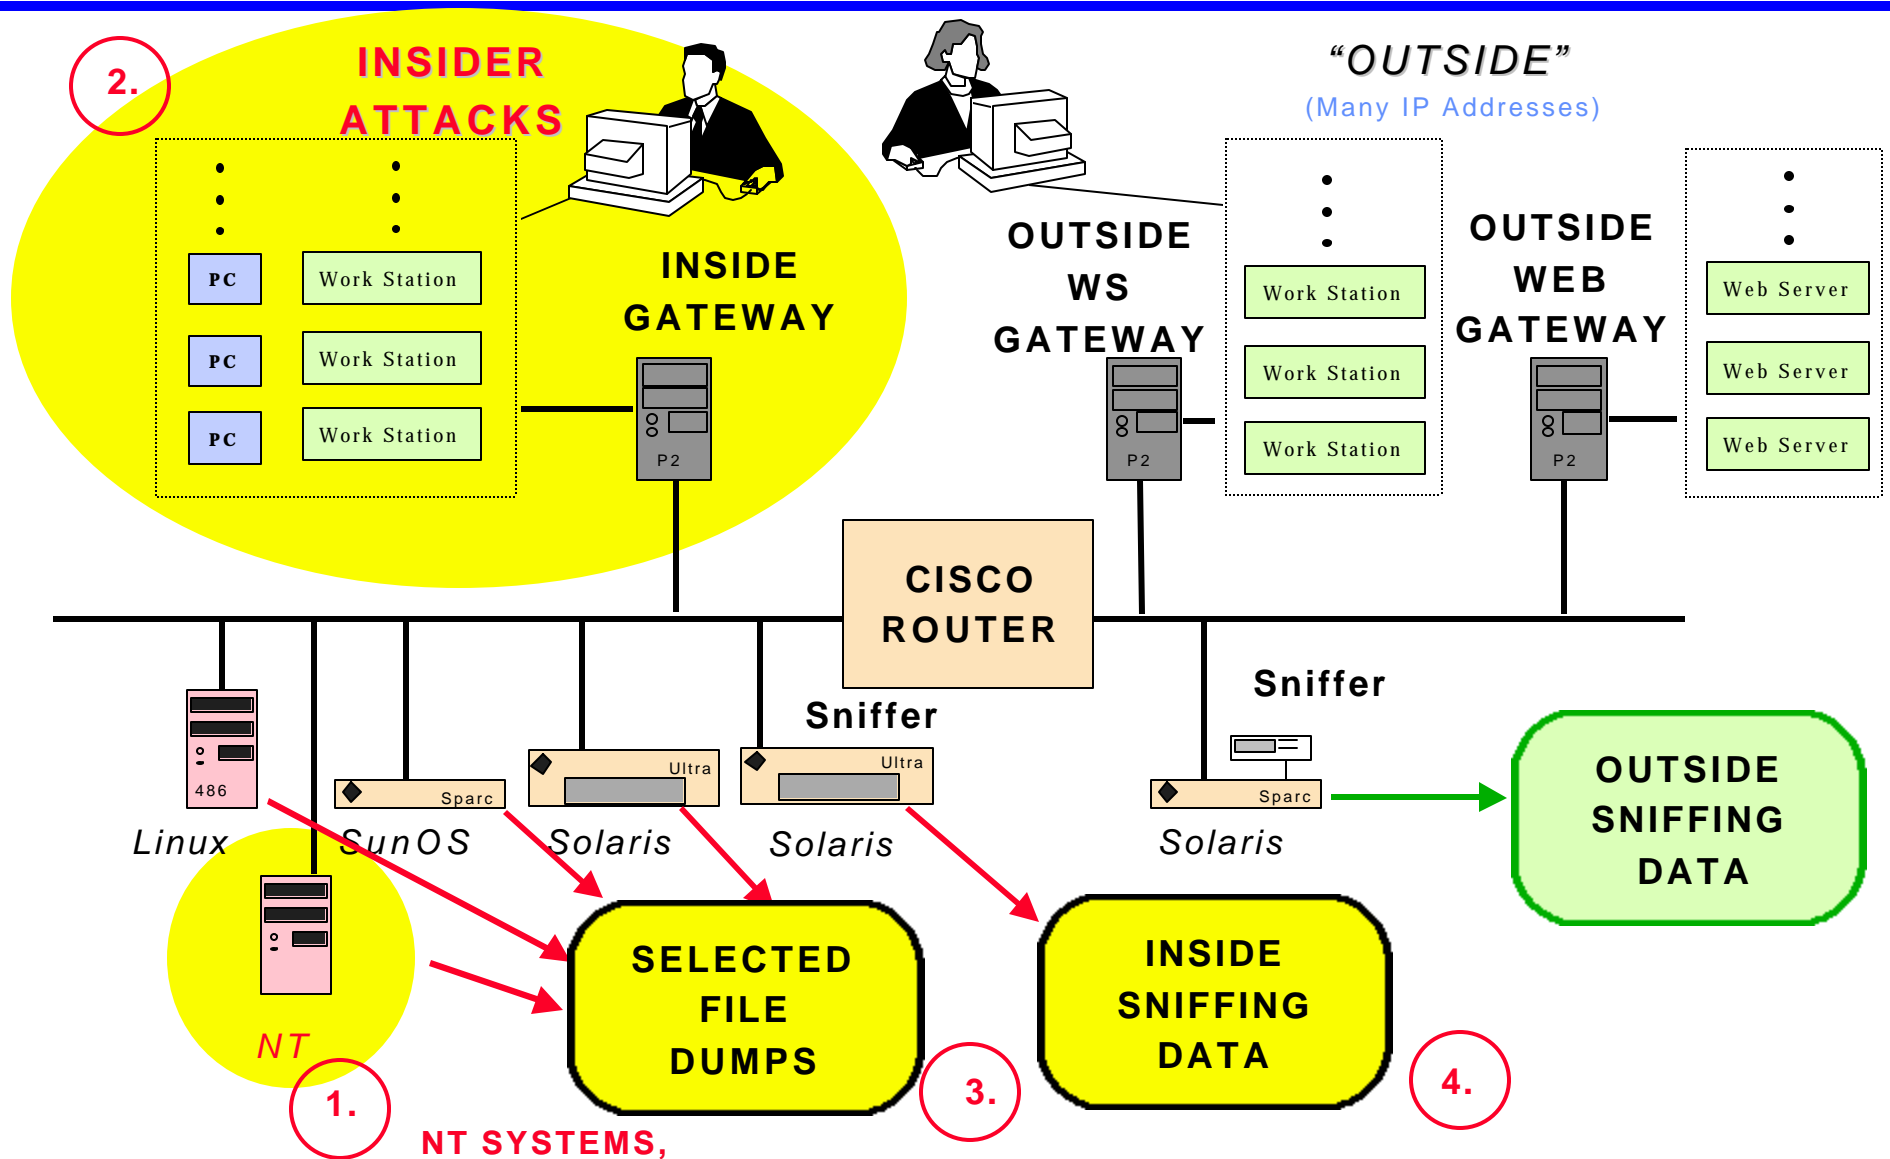 2.
INSIDER
ATTACKS
“OUTSIDE”
(Many IP Addresses)
PC
Work Station
PC
Work Station
PC
Work Station
INSIDE
GATEWAY
P2
OUTSIDE
WS
GATEWAY
P2
Work Station
Work Station
Work Station
OUTSIDE
WEB
GATEWAY
P2
Web Server
Web Server
Web Server
CISCO
ROUTER
486
Linux
Sparc
SunOS
Ultra
Solaris
Sniffer
Ultra
Solaris
Sniffer
Sparc
Solaris
OUTSIDE
SNIFFING
DATA
NT
1.
NT SYSTEMS,
SELECTED
FILE
DUMPS
3.
INSIDE
SNIFFING
DATA
4.